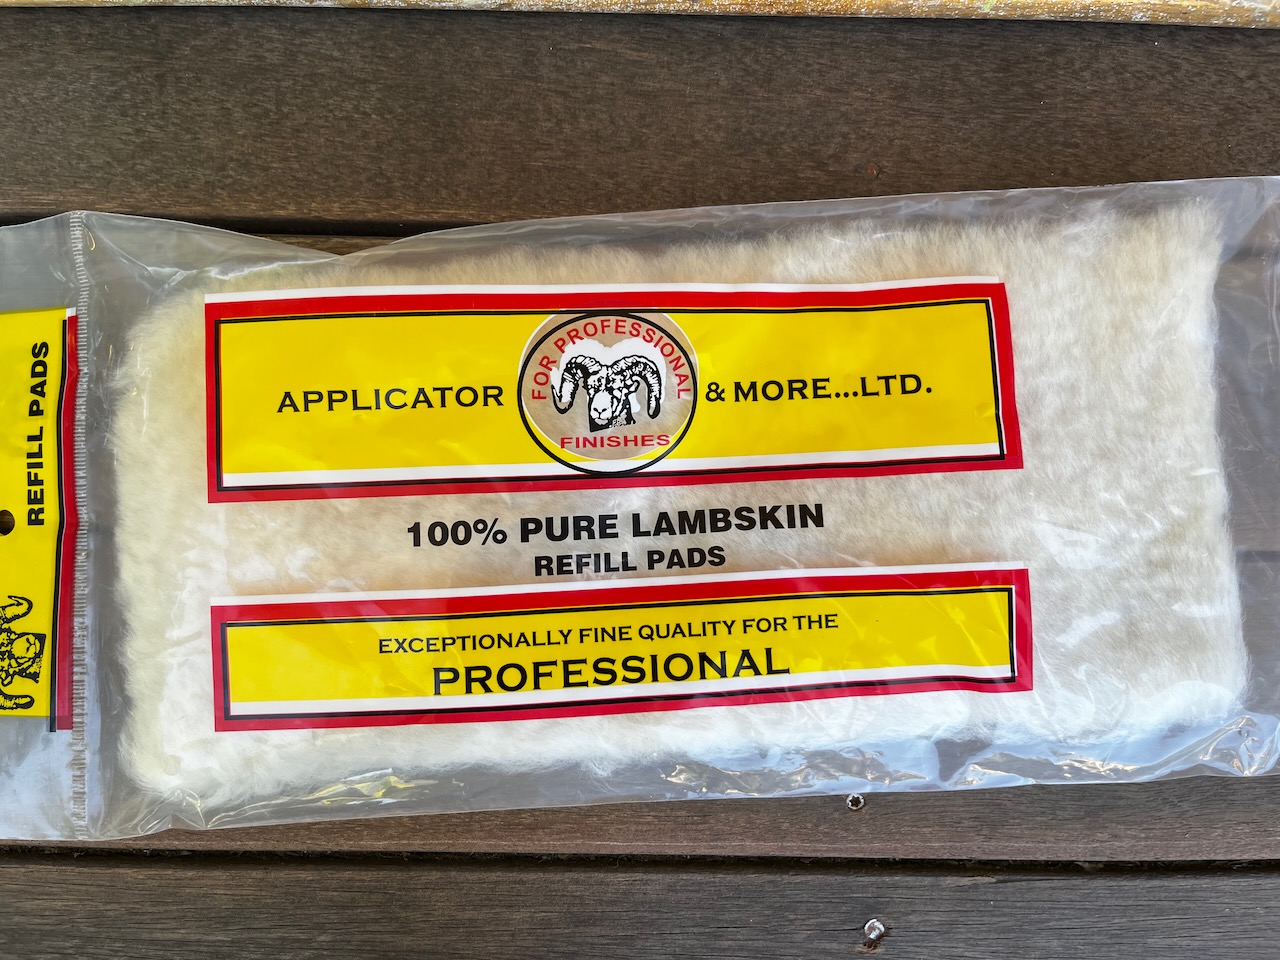 REFILL PADS
APPLICATOR
FOR PROFESSIONAL
FINISHES
& MORE...LTD.
100% PURE LAMBSKIN
REFILL PADS
EXCEPTIONALLY FINE QUALITY FOR THE
PROFESSIONAL